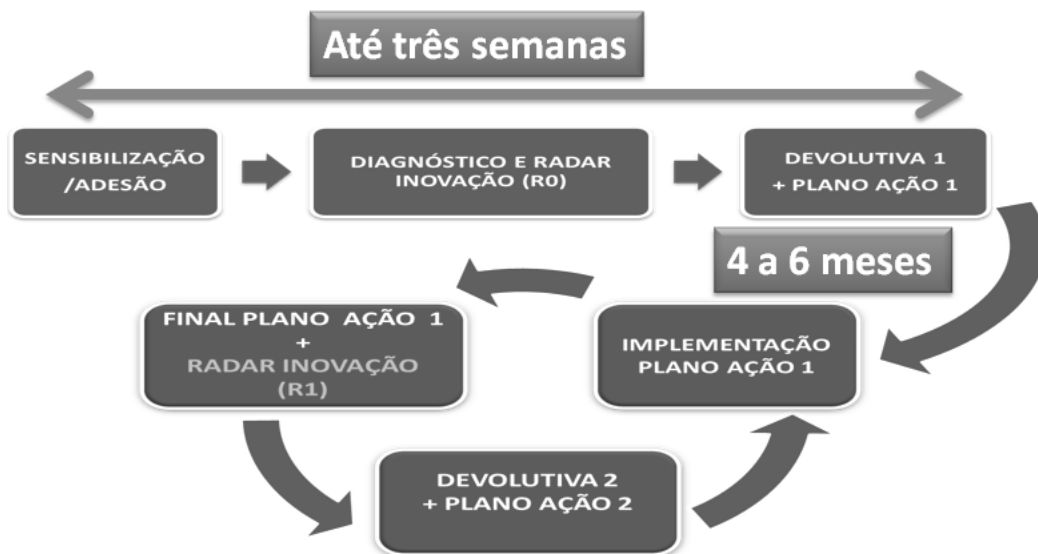 Até três semanas
SENSIBILIZAÇÃO
/ADESÃO
DIAGNÓSTICO E RADAR
INOVAÇÃO (R0)
DEVOLUTIVA 1
+ PLANO AÇÃO 1
4 a 6 meses
IMPLEMENTAÇÃO
PLANO AÇÃO 1
FINAL PLANO AÇÃO 1
+
RADAR INOVAÇÃO
(R1)
DEVOLUTIVA 2
+ PLANO AÇÃO 2